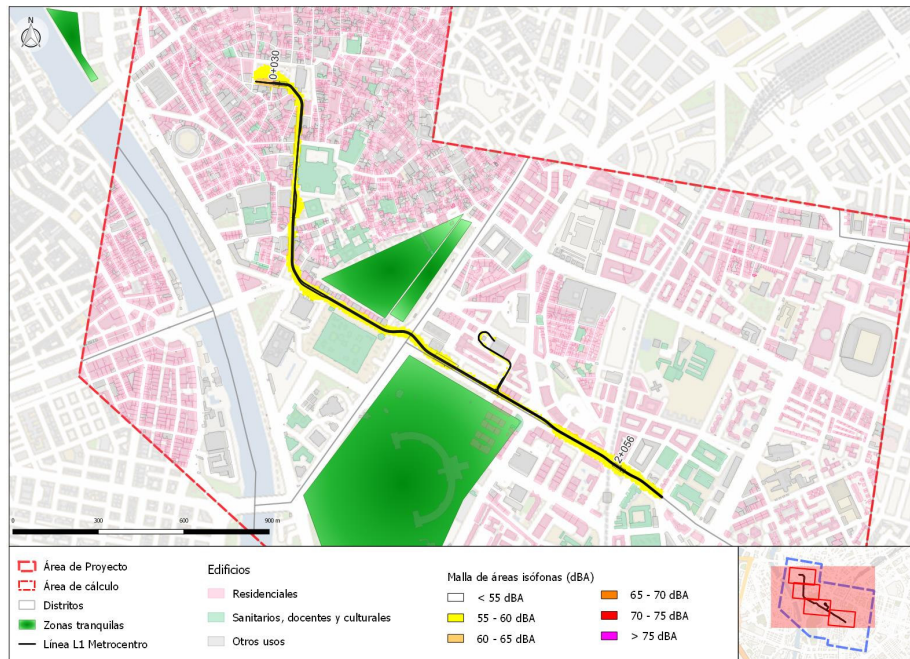 N
0+030
2+056
0 300 600 900 m
Área de Proyecto
Área de cálculo
Distritos
Zonas tranquilas
Línea L1 Metrocentro
Edificios
Residenciales
Sanitarios, docentes y culturales
Otros usos
Malla de áreas isófonas (dBA)
< 55 dBA
55 - 60 dBA
60 - 65 dBA
65 - 70 dBA
70 - 75 dBA
> 75 dBA